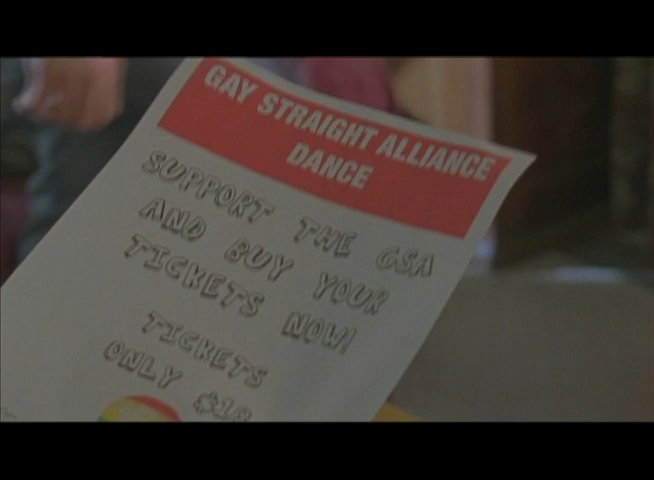 GAY STRAIGHT ALLIANCE
DANCE
SUPPORT THE GSA
AND BUY YOUR
TICKETS NOW!
TICKETS
ONLY